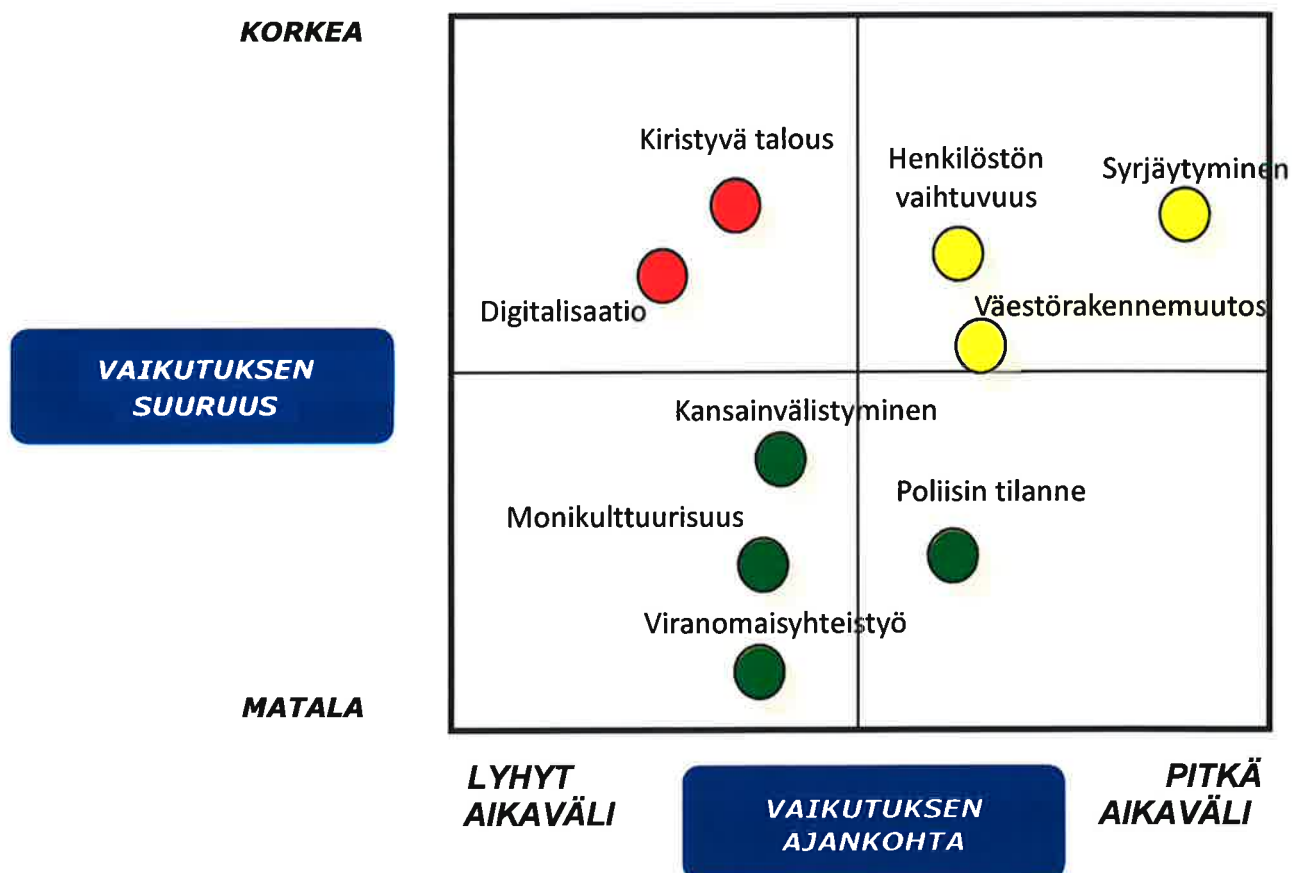 KORKEA
Kiristyvä talous
Henkilöstön
vaihtuvuus
Syrjäytyminen
Digitalisaatio
Väestörakennemuutos
VAIKUTUKSEN
SUURUUS
Kansainvälistyminen
Poliisin tilanne
Monikulttuurisuus
Viranomaisyhteistyö
MATALA
LYHYT
AIKAVÄLI
VAIKUTUKSEN
AJANKOHTA
PITKÄ
AIKAVÄLI